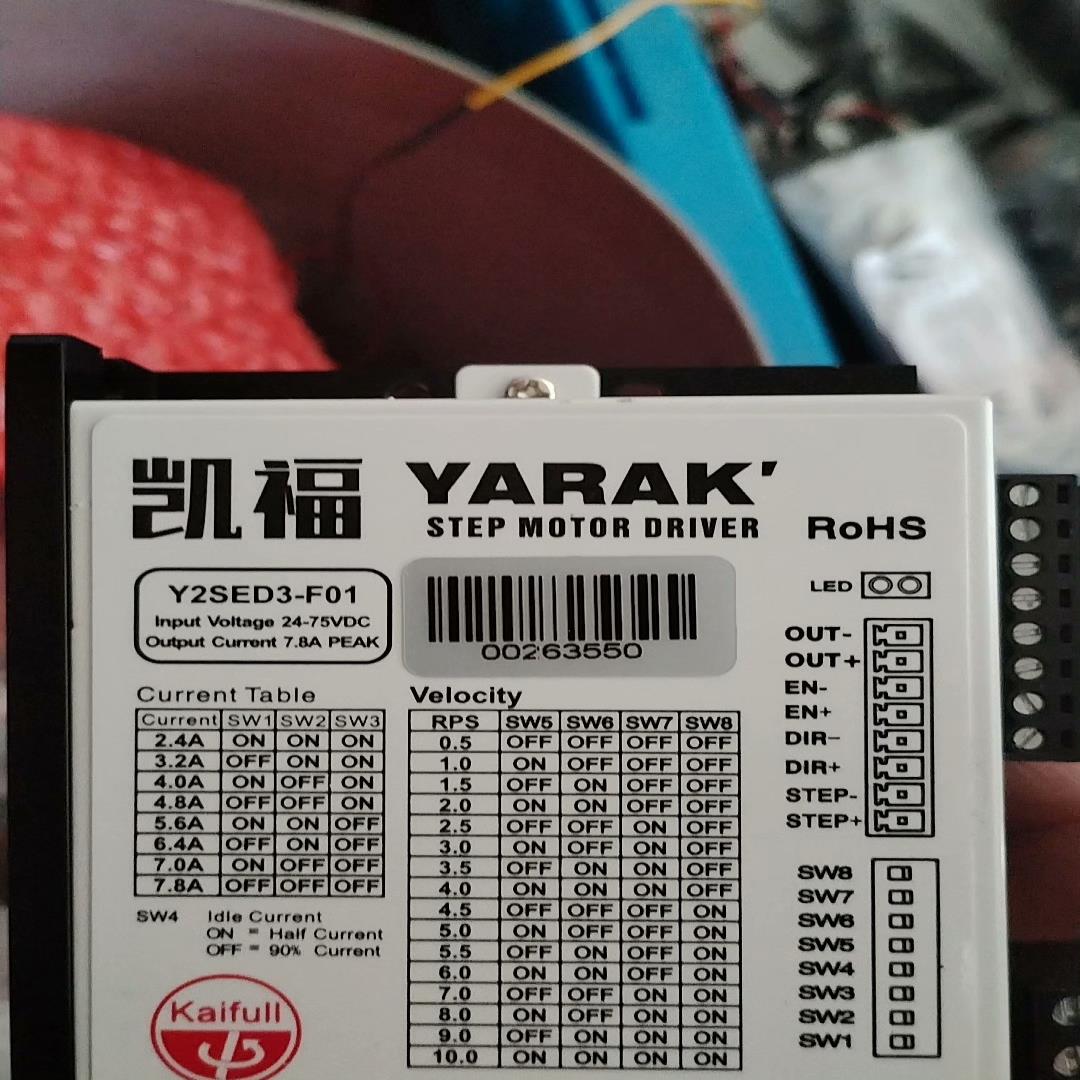 凯福 YARAK'
STEP MOTOR DRIVER
RoHS
Y2SED3-F01
Input Voltage 24-75VDC
Output Current 7.8A PEAK
00263550
LED
OUT-
OUT+
EN-
EN+
DIR-
DIR+
STEP-
STEP+
Current Table
Current SW1 SW2 SW3
2.4A ON ON ON
3.2A OFF ON ON
4.0A ON OFF ON
4.8A OFF OFF ON
5.6A ON ON OFF
6.4A OFF ON OFF
7.0A ON OFF OFF
7.8A OFF OFF OFF
SW4 Idle Current
ON = Half Current
OFF = 90% Current
Velocity
RPS SW5 SW6 SW7 SW8
0.5 OFF OFF OFF OFF
1.0 ON OFF OFF OFF
1.5 OFF ON OFF OFF
2.0 ON ON OFF OFF
2.5 OFF OFF ON OFF
3.0 ON OFF ON OFF
3.5 OFF ON ON OFF
4.0 ON ON ON OFF
4.5 OFF OFF OFF ON
5.0 ON OFF OFF ON
5.5 OFF ON OFF ON
6.0 ON ON OFF ON
7.0 OFF OFF ON ON
8.0 ON OFF ON ON
9.0 OFF ON ON ON
10.0 ON ON ON ON
SW8
SW7
SW6
SW5
SW4
SW3
SW2
SW1
Kaifull